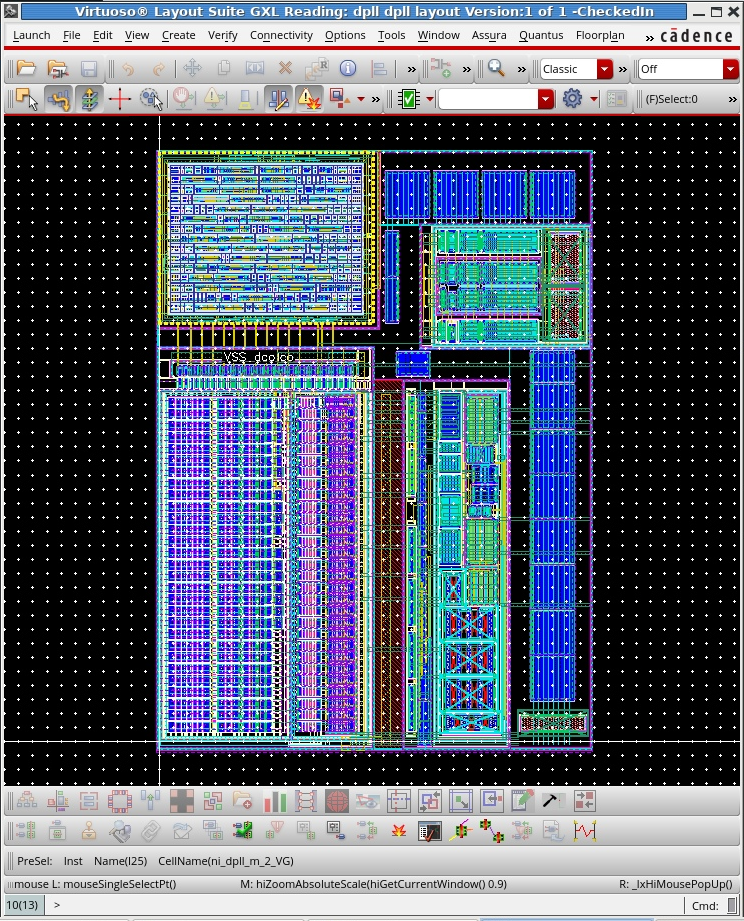 Virtuoso® Layout Suite GXL Reading: dpll dpll layout Version:1 of 1 -CheckedIn
Launch File Edit View Create Verify Connectivity Options Tools Window Assura Quantus Floorplan » cādence
» » Classic » Off
» (F)Select:0 »
VSS_dcolco
PreSel: Inst Name(I25) CellName(ni_dpll_m_2_VG)
mouse L: mouseSingleSelectPt() M: hiZoomAbsoluteScale(hiGetCurrentWindow() 0.9) R: _lxHiMousePopUp()
10(13) > Cmd: